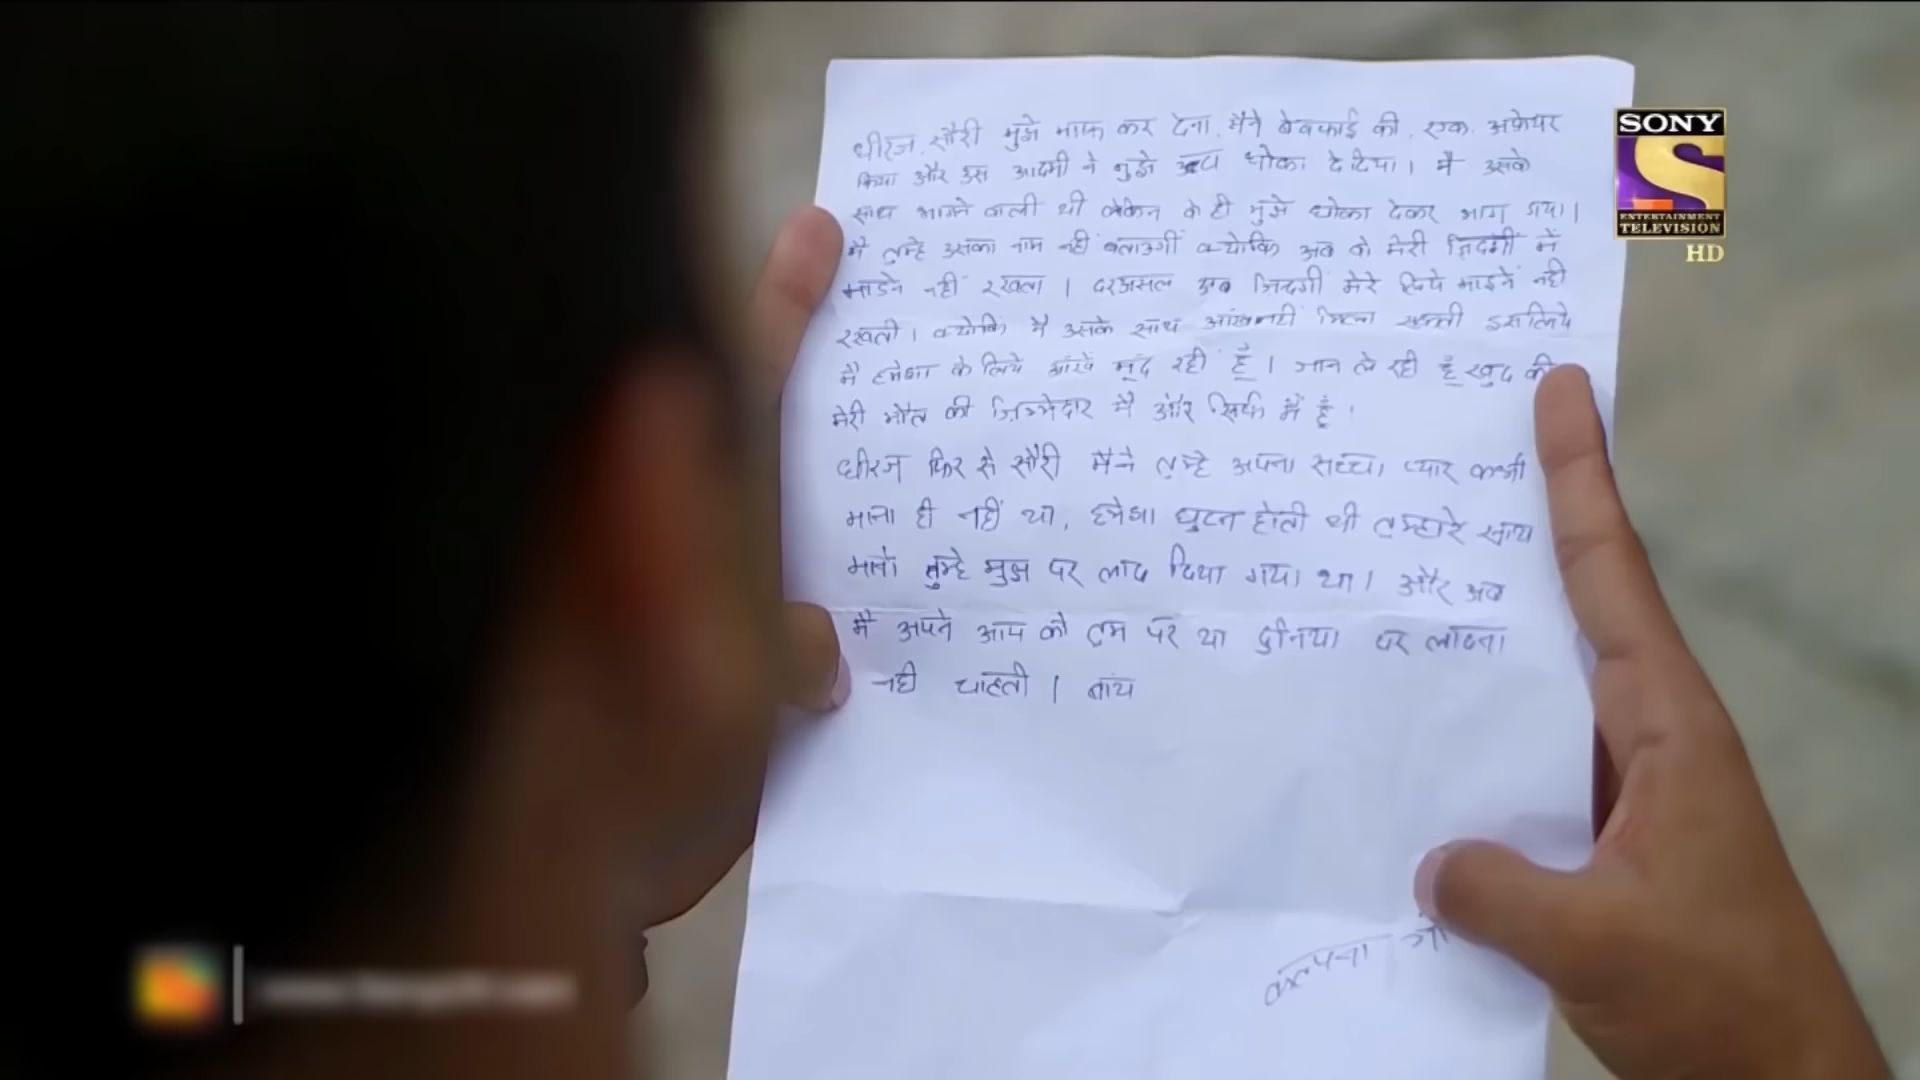 धीरज, सौरी मुझे माफ कर देना, मैंने बेवफाई की, एक अफेयर
किया और उस आदमी ने मुझे धोका दे दिया। मै उसके
साथ भागने वाली थी लेकिन वो ही मुझे धोका देकर भाग गया।
मै तुम्हे उसका नाम नहीं बताउगीं क्योकि अब वो मेरी ज़िदगीं में
माइने नहीं रखता। दरअसल अब ज़िन्दगी मेरे लिये माइने नही
रखती। क्योकि मै उसके साथ आंख नहीं मिला सकती इसलिये
मै हमेशा के लिये आंखे मूंद रही हूँ। जान ले रही हूँ खुद की
मेरी मौत की ज़िम्मेदार मै और सिर्फ मैं हूँ।
धीरज फिर से सौरी मैंने तुम्हे अपना सच्चा प्यार कभी
माना ही नहीं था, हमेशा घुटन होती थी तुम्हारे साथ
मानो तुम्हे मुझ पर लाद दिया गया था। और अब
मै अपने आप को तुम पर या दुनिया पर लादना
नही चाहती। बाय
कल्पना
SONY
ENTERTAINMENT
TELEVISION
HD